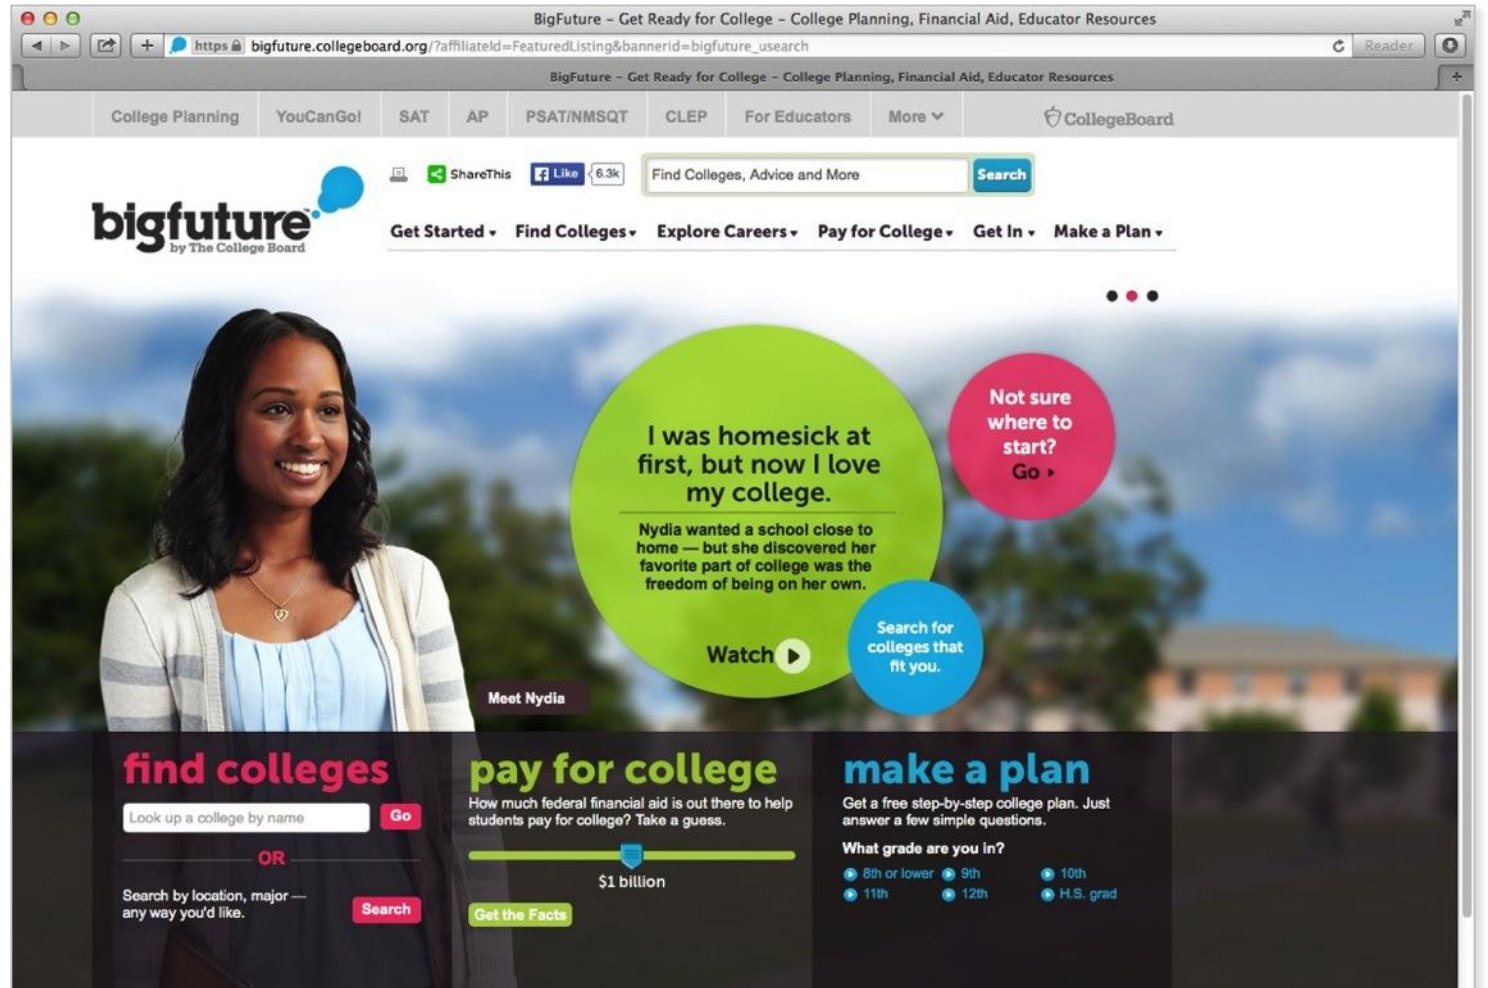 BigFuture – Get Ready for College – College Planning, Financial Aid, Educator Resources
https bigfuture.collegeboard.org/?affiliateId=FeaturedListing&bannerid=bigfuture_usearch
Reader
BigFuture – Get Ready for College – College Planning, Financial Aid, Educator Resources
College Planning YouCanGo! SAT AP PSAT/NMSQT CLEP For Educators More CollegeBoard
ShareThis Like 6.3k Find Colleges, Advice and More Search
bigfuture
by The College Board
Get Started Find Colleges Explore Careers Pay for College Get In Make a Plan
I was homesick at
first, but now I love
my college.
Nydia wanted a school close to
home — but she discovered her
favorite part of college was the
freedom of being on her own.
Watch
Not sure
where to
start?
Go
Search for
colleges that
fit you.
Meet Nydia
find colleges
Look up a college by name Go
OR
Search by location, major —
any way you'd like.
Search
pay for college
How much federal financial aid is out there to help
students pay for college? Take a guess.
$1 billion
Get the Facts
make a plan
Get a free step-by-step college plan. Just
answer a few simple questions.
What grade are you in?
8th or lower 9th 10th
11th 12th H.S. grad